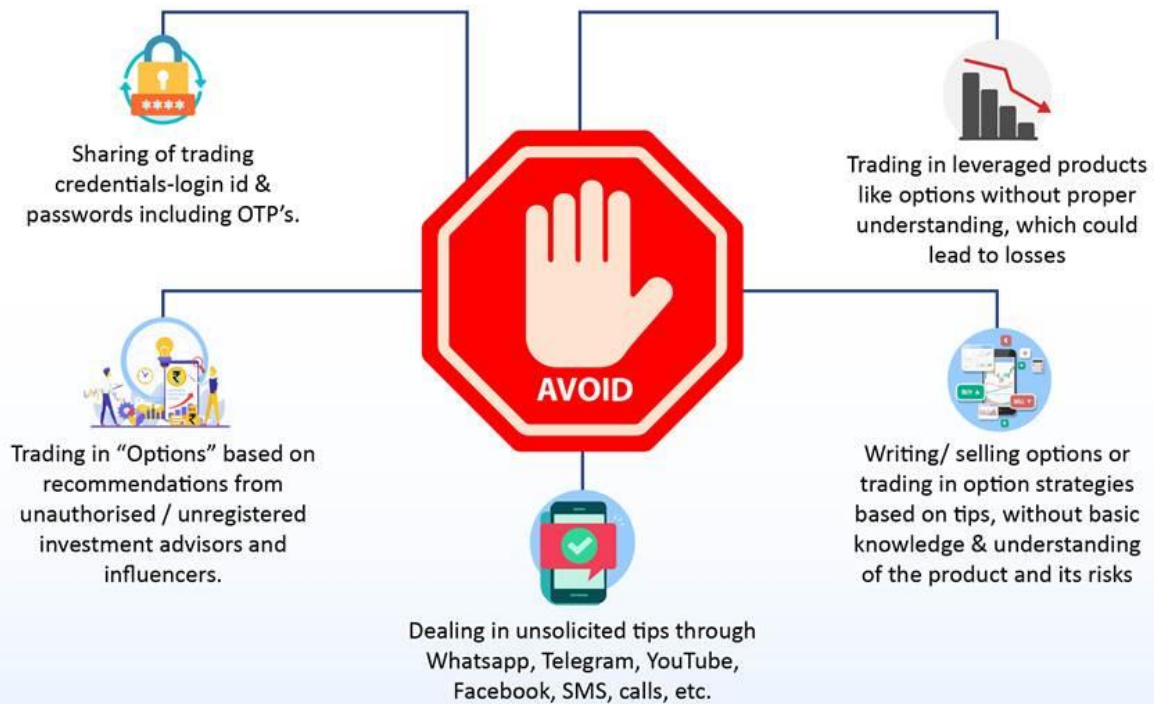 ****
Sharing of trading
credentials-login id &
passwords including OTP's.
Trading in leveraged products
like options without proper
understanding, which could
lead to losses
AVOID
Trading in “Options” based on
recommendations from
unauthorised / unregistered
investment advisors and
influencers.
BUY
SELL
Writing/ selling options or
trading in option strategies
based on tips, without basic
knowledge & understanding
of the product and its risks
Dealing in unsolicited tips through
Whatsapp, Telegram, YouTube,
Facebook, SMS, calls, etc.